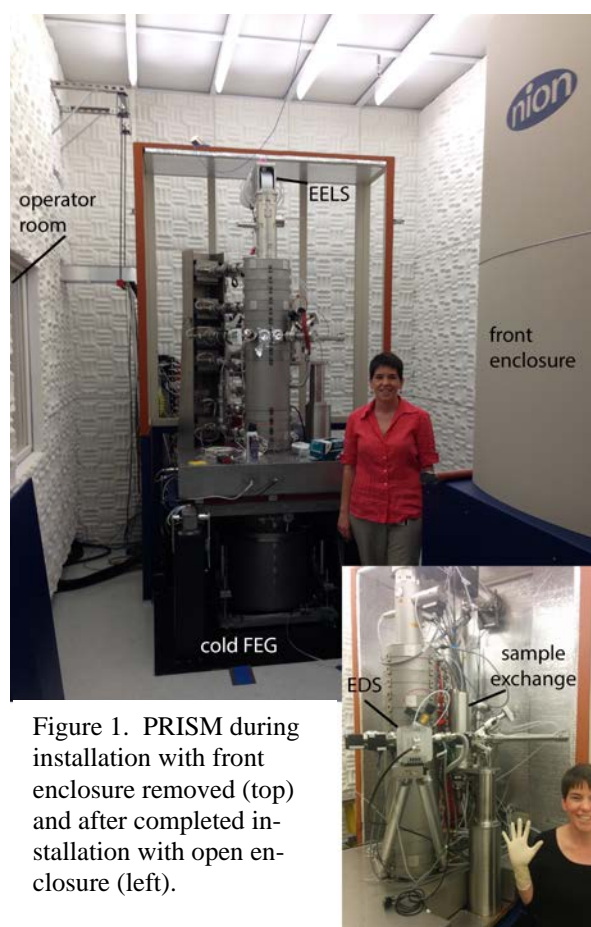 nion
EELS
operator
room
front
enclosure
cold FEG
sample
exchange
EDS
Figure 1. PRISM during
installation with front
enclosure removed (top)
and after completed in-
stallation with open en-
closure (left).